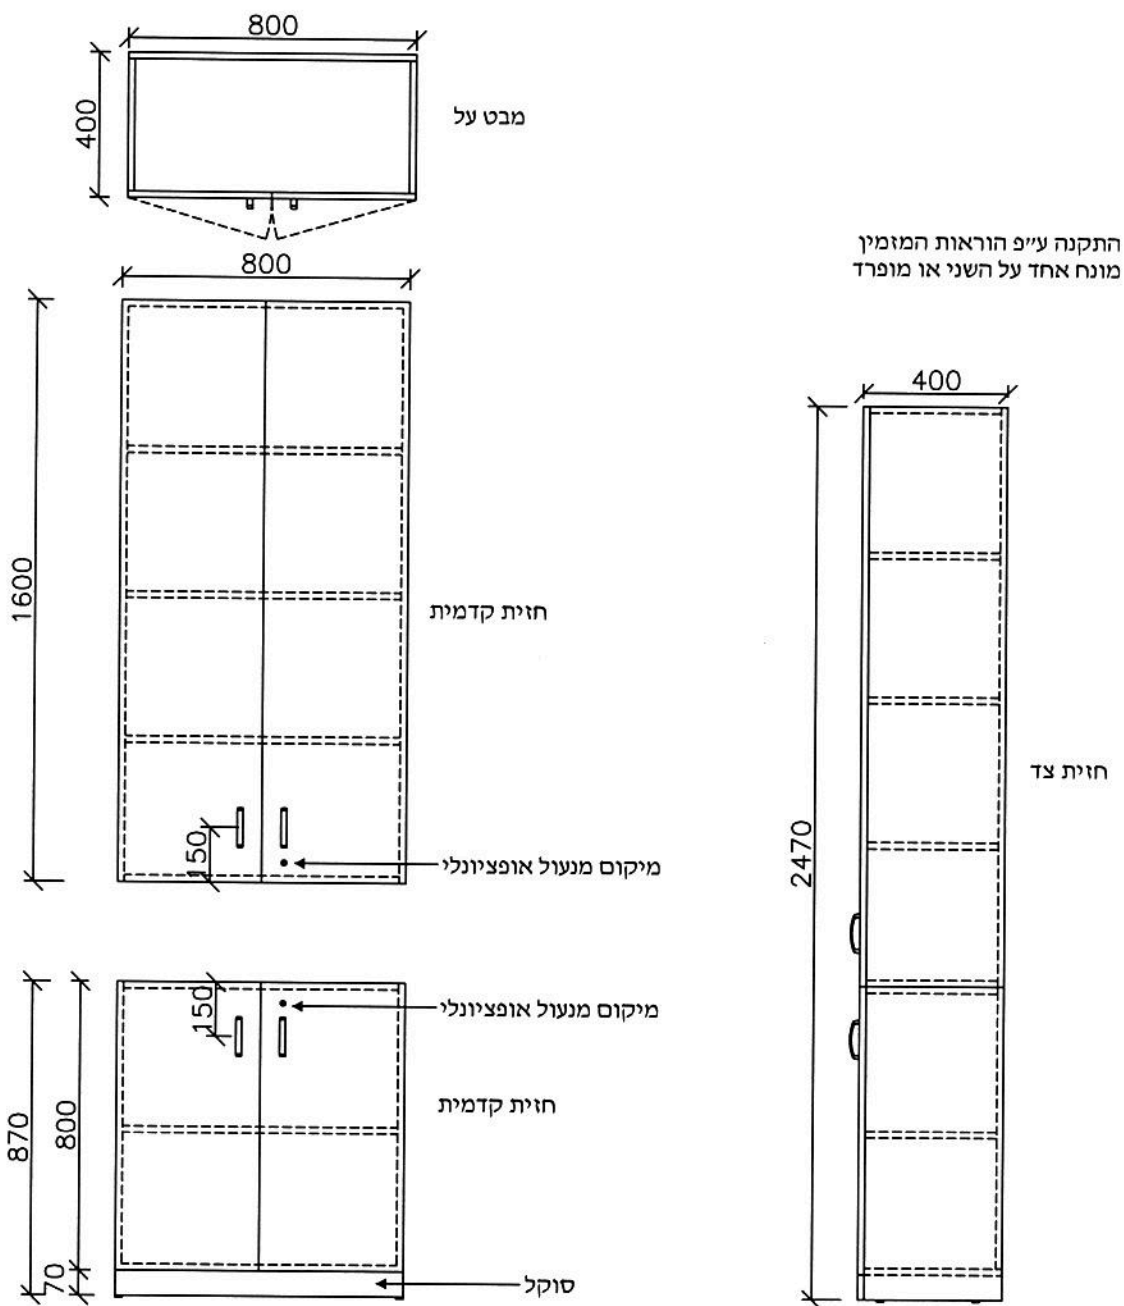 800
400
מבט על
התקנה ע״פ הוראות המזמין
מונח אחד על השני או מופרד
800
1600
חזית קדמית
150
מיקום מנעול אופציונלי
400
2470
חזית צד
150
מיקום מנעול אופציונלי
870
800
חזית קדמית
70
סוקל